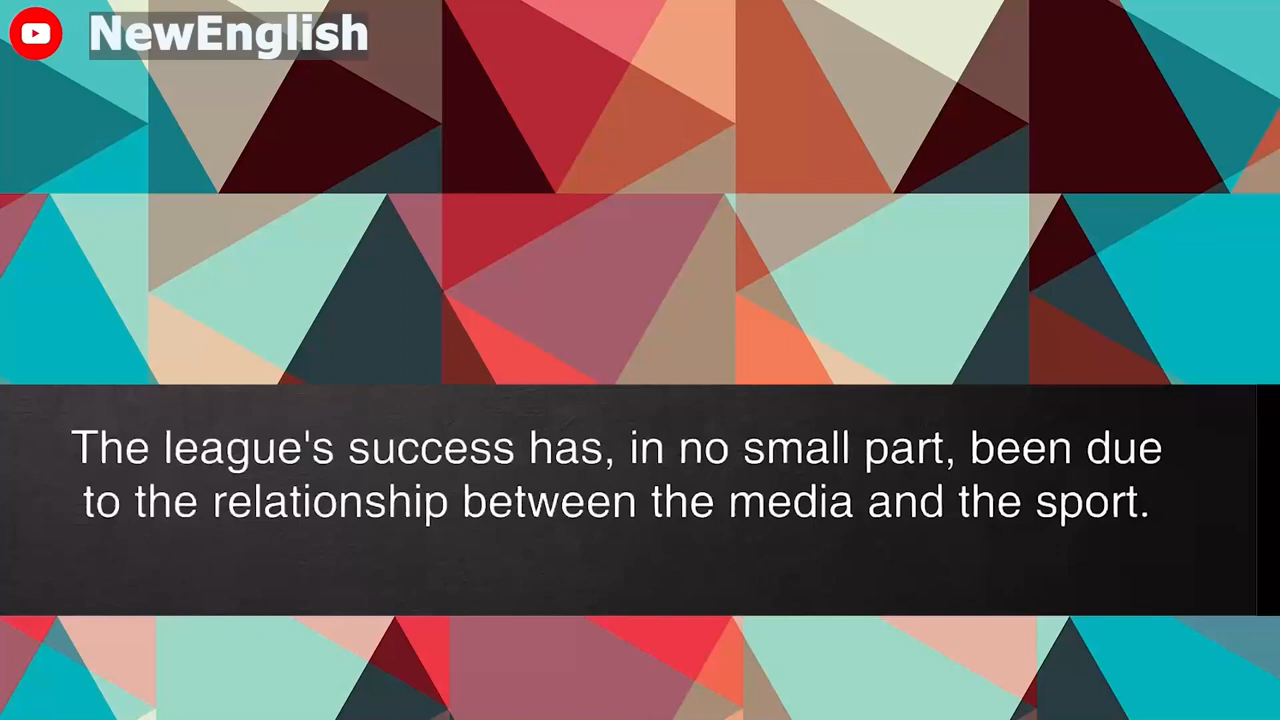 NewEnglish
The league's success has, in no small part, been due
to the relationship between the media and the sport.